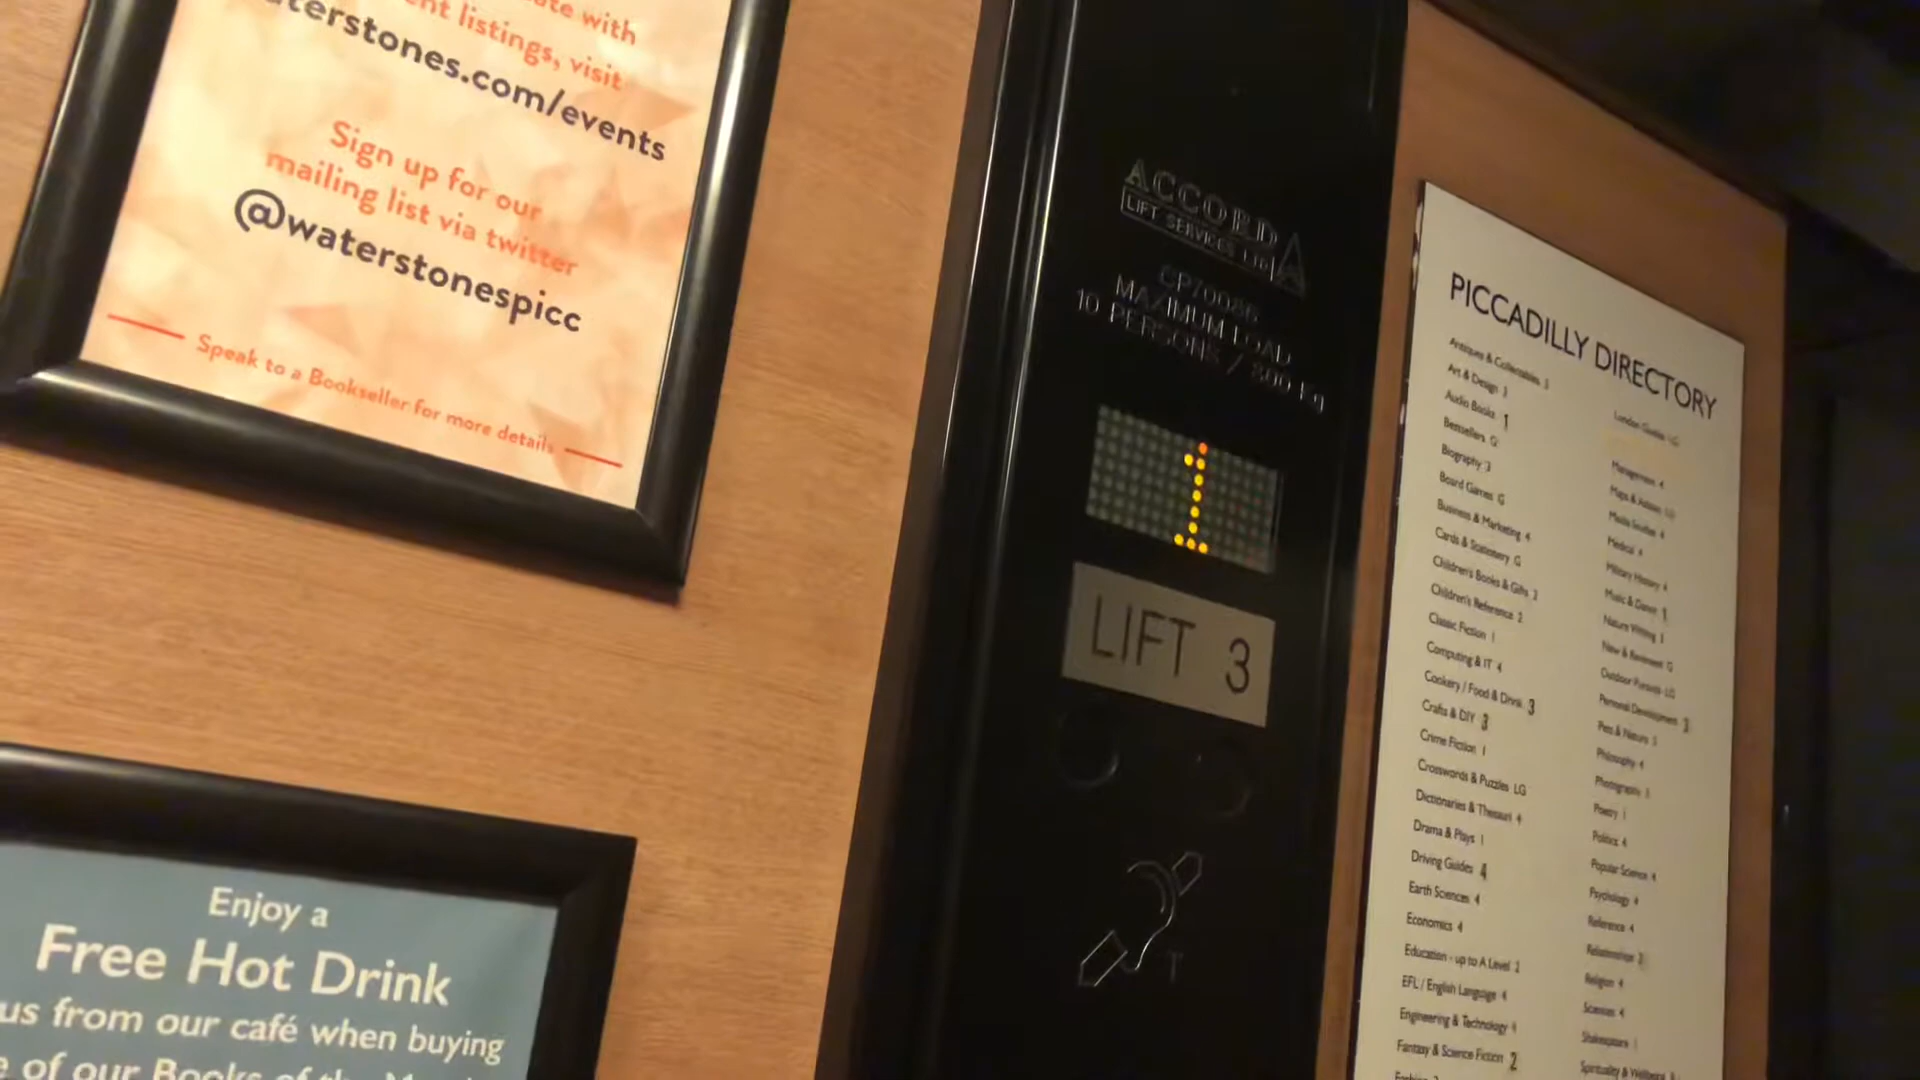 ate with
ent listings, visit
waterstones.com/events
Sign up for our
mailing list via twitter
@waterstonespicc
Speak to a Bookseller for more details
Enjoy a
Free Hot Drink
us from our café when buying
of our Books of the
ACCORD
LIFT SERVICES LTD
CP70086
MAXIMUM LOAD
10 PERSONS / 800 Kg
1
LIFT 3
T
PICCADILLY DIRECTORY
Antiques & Collectables 3
Art & Design 3
Audio Books 1
Bestsellers G
Biography 3
Board Games G
Business & Marketing 4
Cards & Stationery G
Children's Books & Gifts 2
Children's Reference 2
Classic Fiction 1
Computing & IT 4
Cookery / Food & Drink 3
Crafts & DIY 3
Crime Fiction 1
Crosswords & Puzzles LG
Dictionaries & Thesauri 4
Drama & Plays 1
Driving Guides 4
Earth Sciences 4
Economics 4
Education - up to A Level 2
EFL / English Language 4
Engineering & Technology 4
Fantasy & Science Fiction 2
London Guides LG
Management 4
Maps & Atlases LG
Media Studies 4
Medical 4
Military History 4
Music & Dance 1
Nature Writing 3
New & Reviewed G
Outdoor Pursuits LG
Personal Development 3
Pets & Nature 3
Philosophy 4
Photography 3
Poetry 1
Politics 4
Popular Science 4
Psychology 4
Reference 4
Relationships 3
Religion 4
Sciences 4
Shakespeare 1
Spirituality & Wellbeing